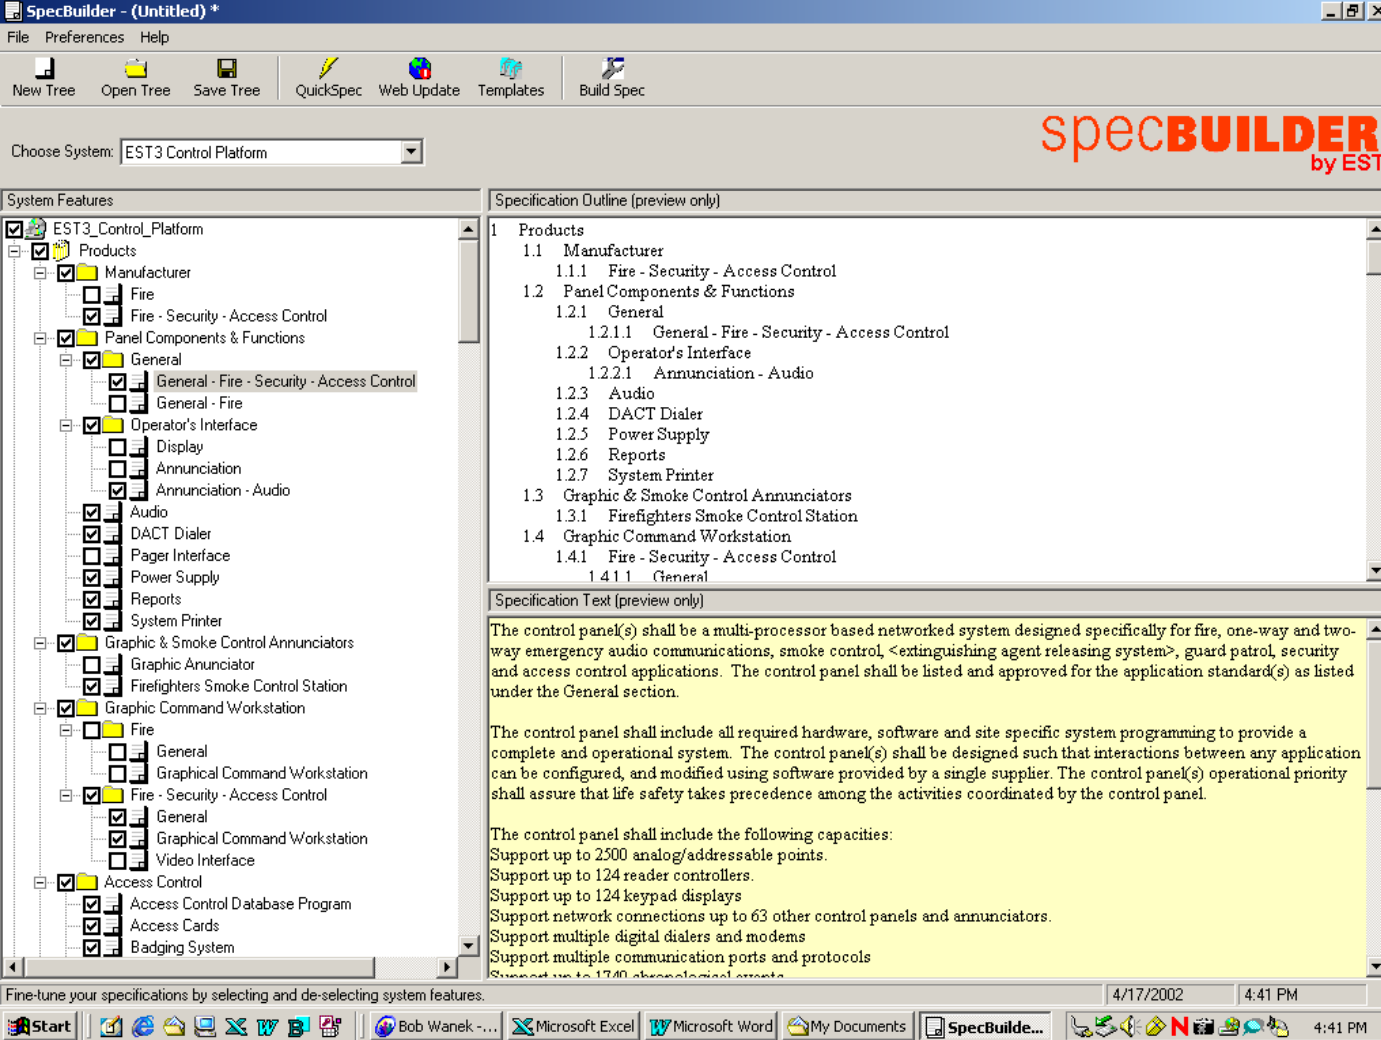 SpecBuilder - (Untitled) *
File Preferences Help
New Tree Open Tree Save Tree QuickSpec Web Update Templates Build Spec
Choose System: EST3 Control Platform
specBUILDER
by EST
System Features
EST3_Control_Platform
Products
Manufacturer
Fire
Fire - Security - Access Control
Panel Components & Functions
General
General - Fire - Security - Access Control
General - Fire
Operator's Interface
Display
Annunciation
Annunciation - Audio
Audio
DACT Dialer
Pager Interface
Power Supply
Reports
System Printer
Graphic & Smoke Control Annunciators
Graphic Anunciator
Firefighters Smoke Control Station
Graphic Command Workstation
Fire
General
Graphical Command Workstation
Fire - Security - Access Control
General
Graphical Command Workstation
Video Interface
Access Control
Access Control Database Program
Access Cards
Badging System
Specification Outline (preview only)
1 Products
1.1 Manufacturer
1.1.1 Fire - Security - Access Control
1.2 Panel Components & Functions
1.2.1 General
1.2.1.1 General - Fire - Security - Access Control
1.2.2 Operator's Interface
1.2.2.1 Annunciation - Audio
1.2.3 Audio
1.2.4 DACT Dialer
1.2.5 Power Supply
1.2.6 Reports
1.2.7 System Printer
1.3 Graphic & Smoke Control Annunciators
1.3.1 Firefighters Smoke Control Station
1.4 Graphic Command Workstation
1.4.1 Fire - Security - Access Control
1.4.1.1 General
Specification Text (preview only)
The control panel(s) shall be a multi-processor based networked system designed specifically for fire, one-way and two-
way emergency audio communications, smoke control, <extinguishing agent releasing system>, guard patrol, security
and access control applications. The control panel shall be listed and approved for the application standard(s) as listed
under the General section.
The control panel shall include all required hardware, software and site specific system programming to provide a
complete and operational system. The control panel(s) shall be designed such that interactions between any application
can be configured, and modified using software provided by a single supplier. The control panel(s) operational priority
shall assure that life safety takes precedence among the activities coordinated by the control panel.
The control panel shall include the following capacities:
Support up to 2500 analog/addressable points.
Support up to 124 reader controllers.
Support up to 124 keypad displays
Support network connections up to 63 other control panels and annunciators.
Support multiple digital dialers and modems
Support multiple communication ports and protocols
Support up to 1740 chronological events
Fine-tune your specifications by selecting and de-selecting system features. 4/17/2002 4:41 PM
Start Bob Wanek -... Microsoft Excel Microsoft Word My Documents SpecBuilde... 4:41 PM